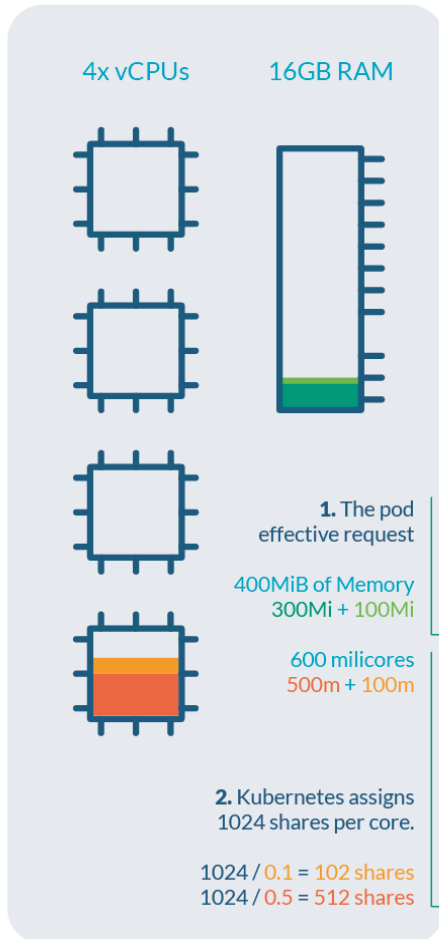 4x vCPUs
16GB RAM
1. The pod
effective request
400MiB of Memory
300Mi + 100Mi
600 milicores
500m + 100m
2. Kubernetes assigns
1024 shares per core.
1024 / 0.1 = 102 shares
1024 / 0.5 = 512 shares